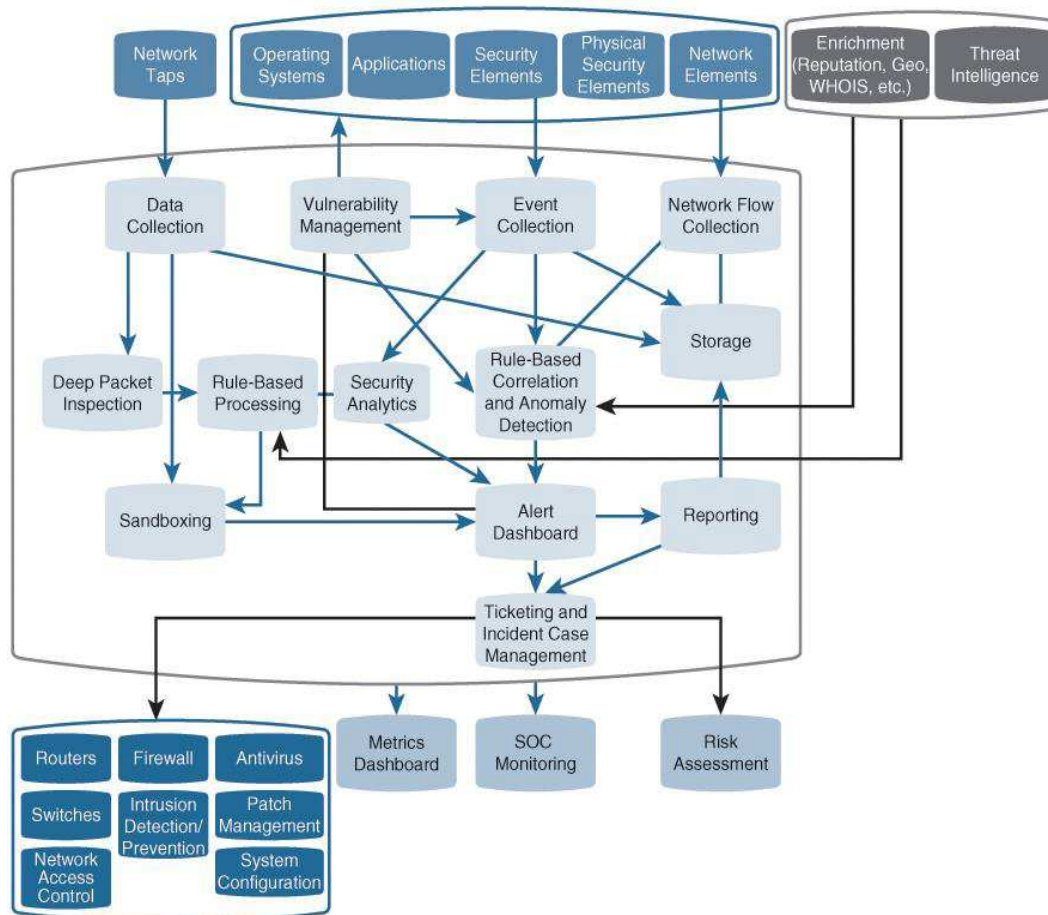 Network
Taps
Operating
Systems
Applications
Security
Elements
Physical
Security
Elements
Network
Elements
Enrichment
(Reputation, Geo,
WHOIS, etc.)
Threat
Intelligence
Data
Collection
Vulnerability
Management
Event
Collection
Network Flow
Collection
Storage
Deep Packet
Inspection
Rule-Based
Processing
Security
Analytics
Rule-Based
Correlation
and Anomaly
Detection
Sandboxing
Alert
Dashboard
Reporting
Ticketing and
Incident Case
Management
Routers
Firewall
Antivirus
Switches
Intrusion
Detection/
Prevention
Patch
Management
Network
Access
Control
System
Configuration
Metrics
Dashboard
SOC
Monitoring
Risk
Assessment